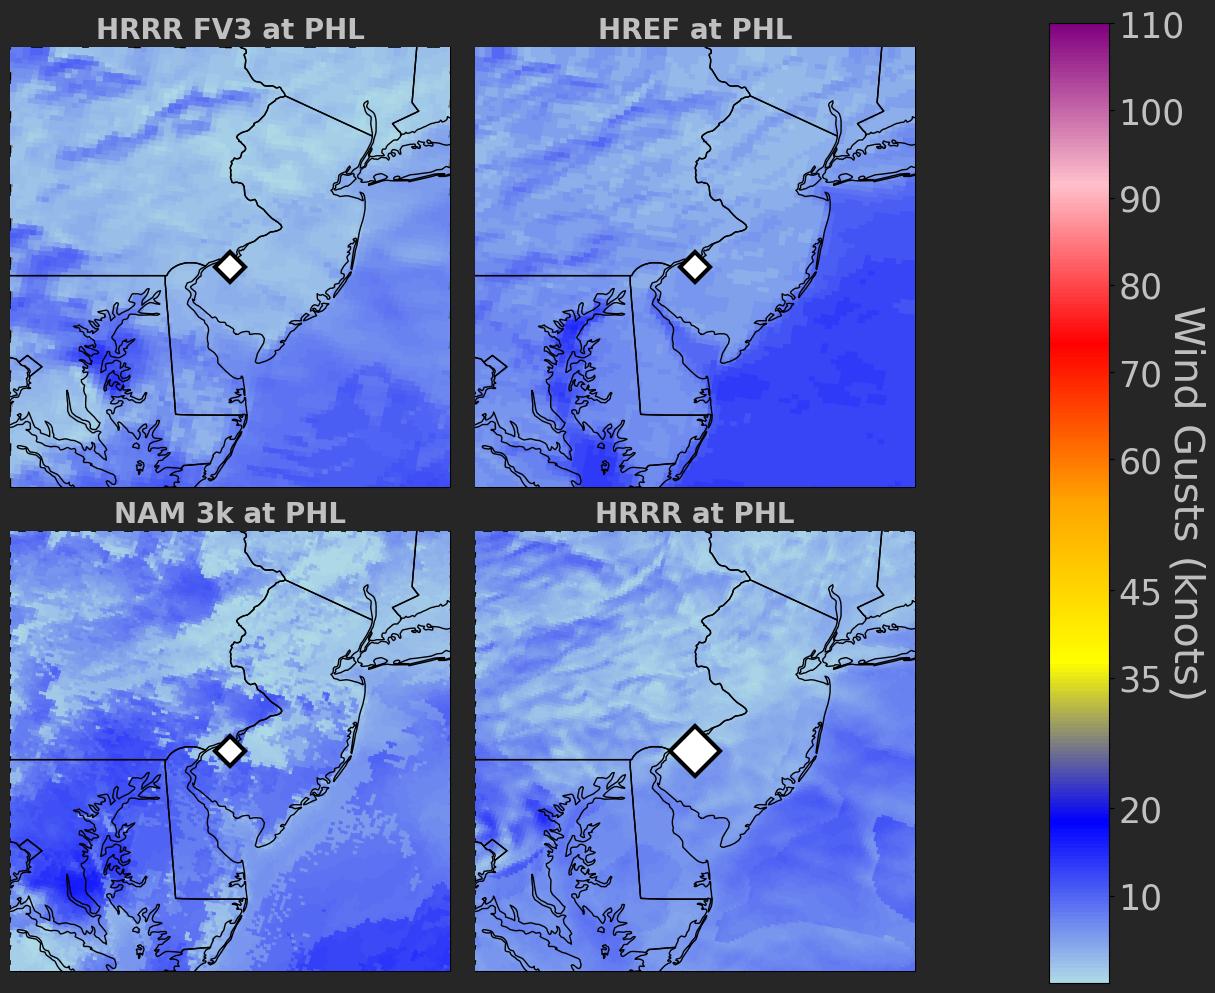 HRRR FV3 at PHL
HREF at PHL
NAM 3k at PHL
HRRR at PHL
110
100
90
80
70
60
45
35
20
10
Wind Gusts (knots)